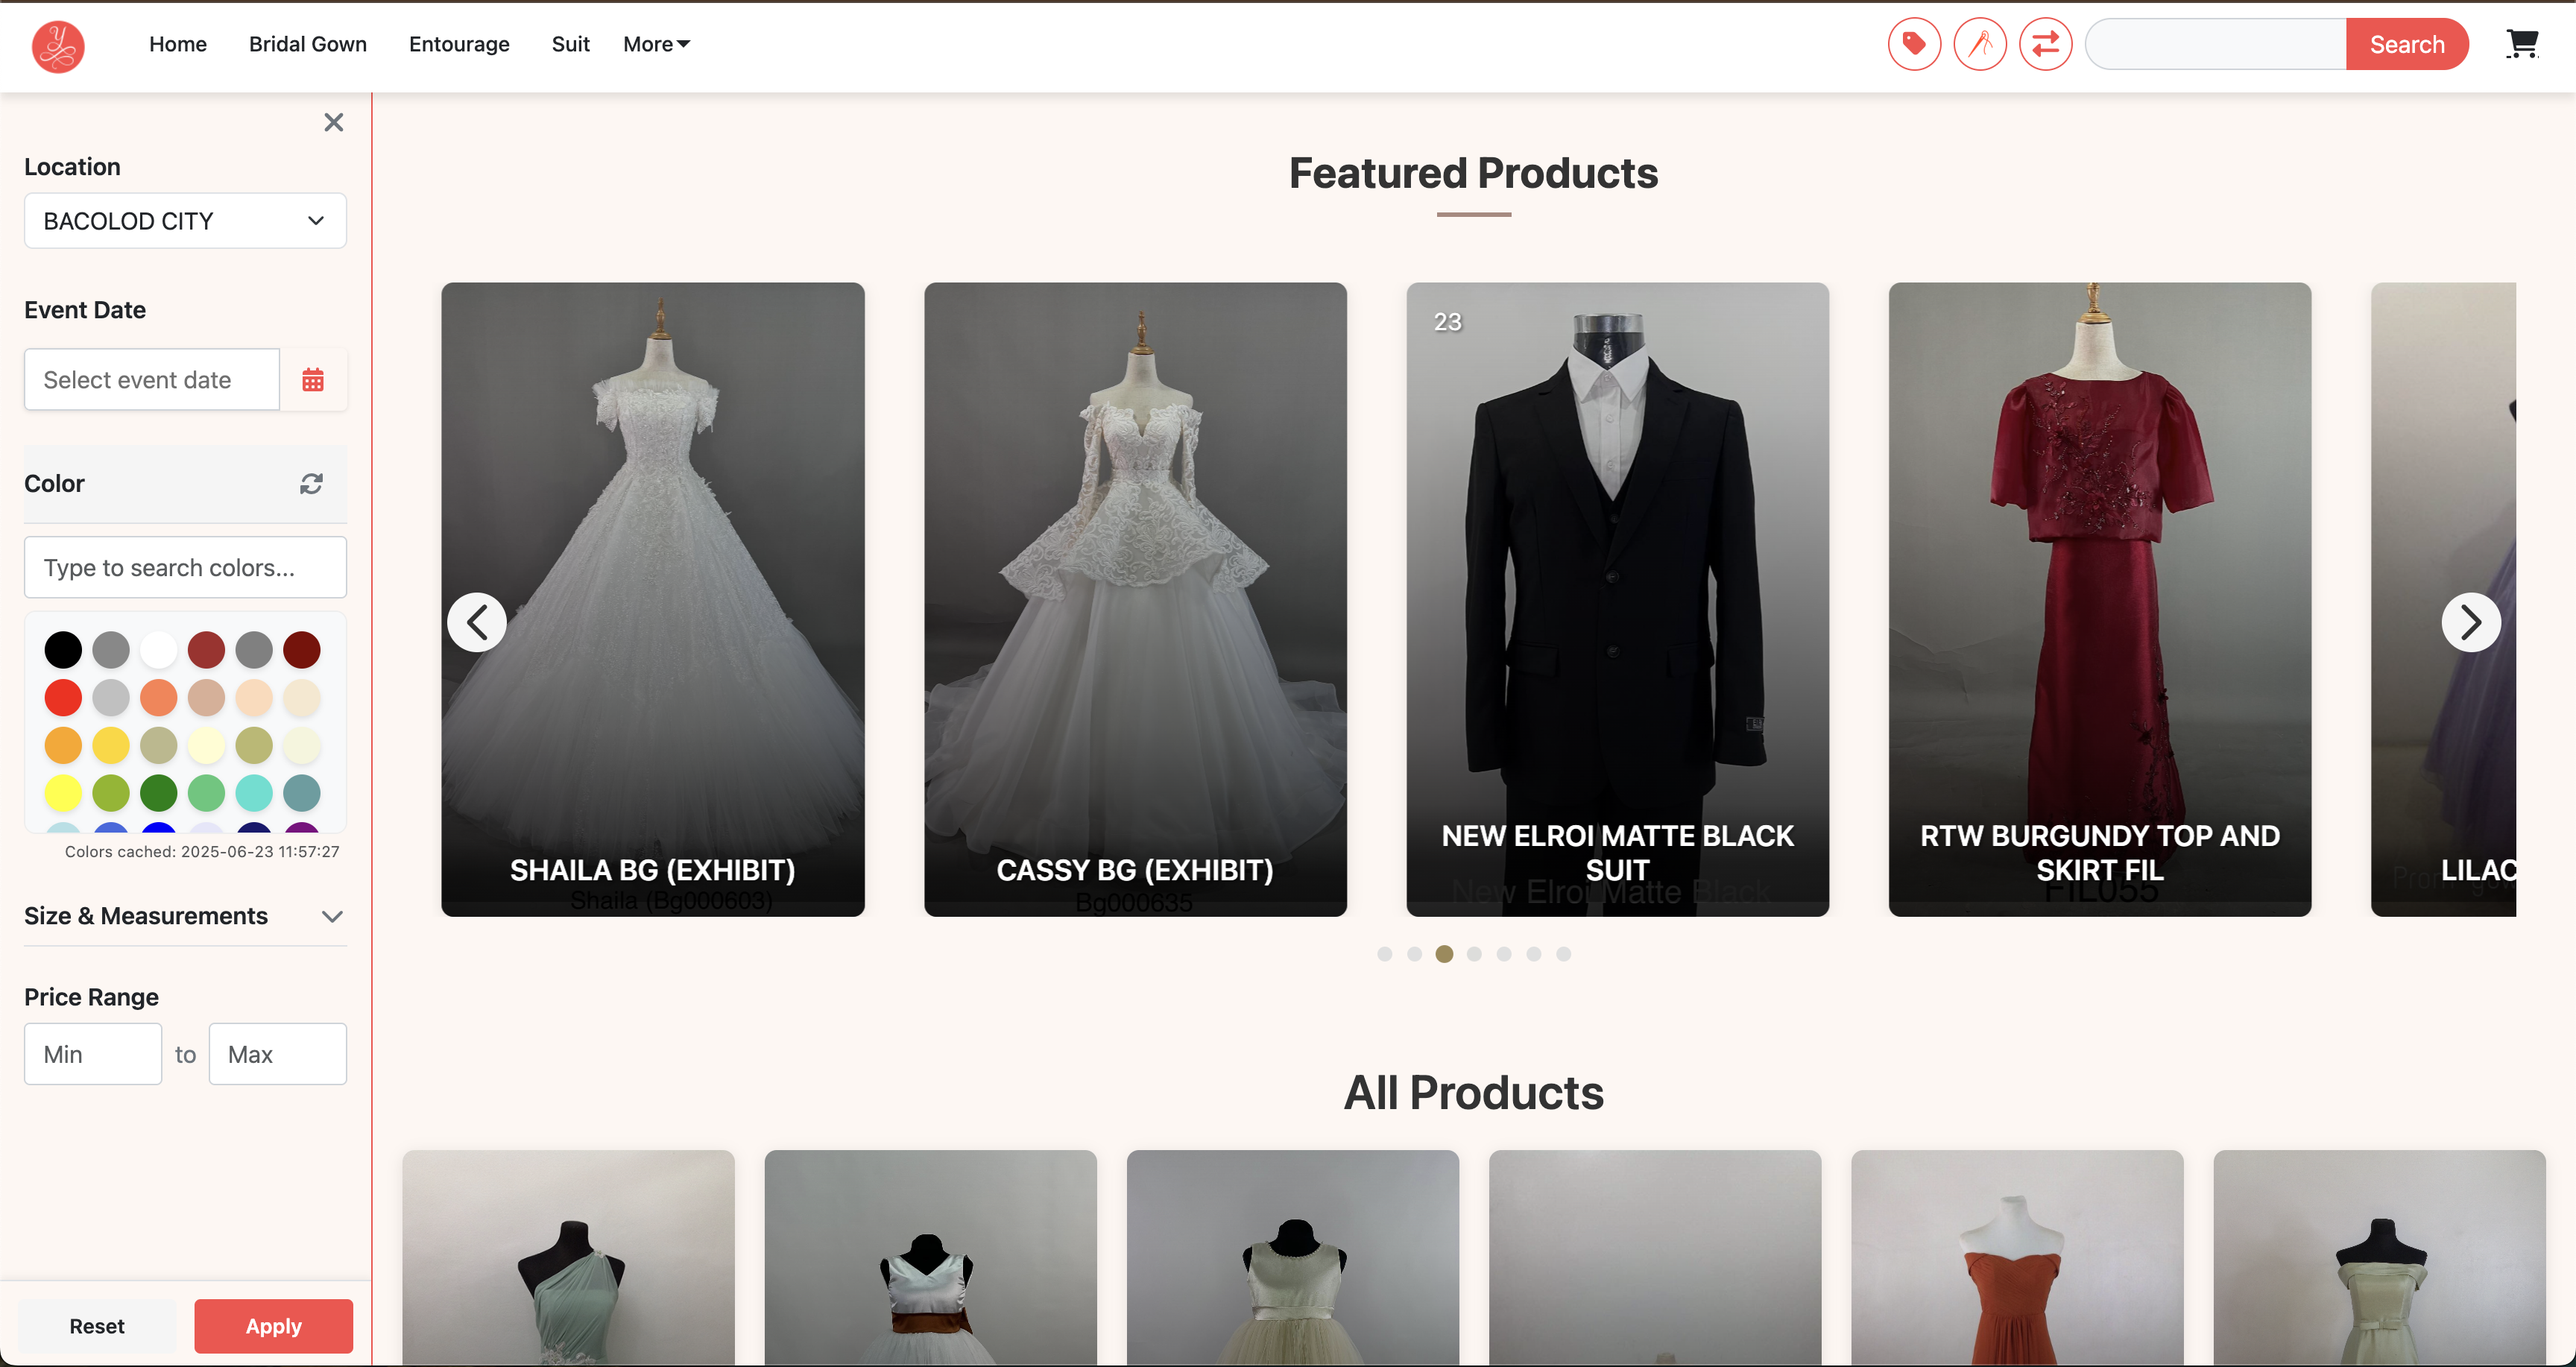 Home
Bridal Gown
Entourage
Suit
More
Search
Location
BACOLOD CITY
Event Date
Select event date
Color
Type to search colors...
Colors cached: 2025-06-23 11:57:27
Size & Measurements
Price Range
Min
to
Max
Reset
Apply
Featured Products
SHAILA BG (EXHIBIT)
Shaila (Bg000603)
CASSY BG (EXHIBIT)
Bg000635
23
NEW ELROI MATTE BLACK
SUIT
New Elroi Matte Black
RTW BURGUNDY TOP AND
SKIRT FIL
FIL055
LILAC
All Products